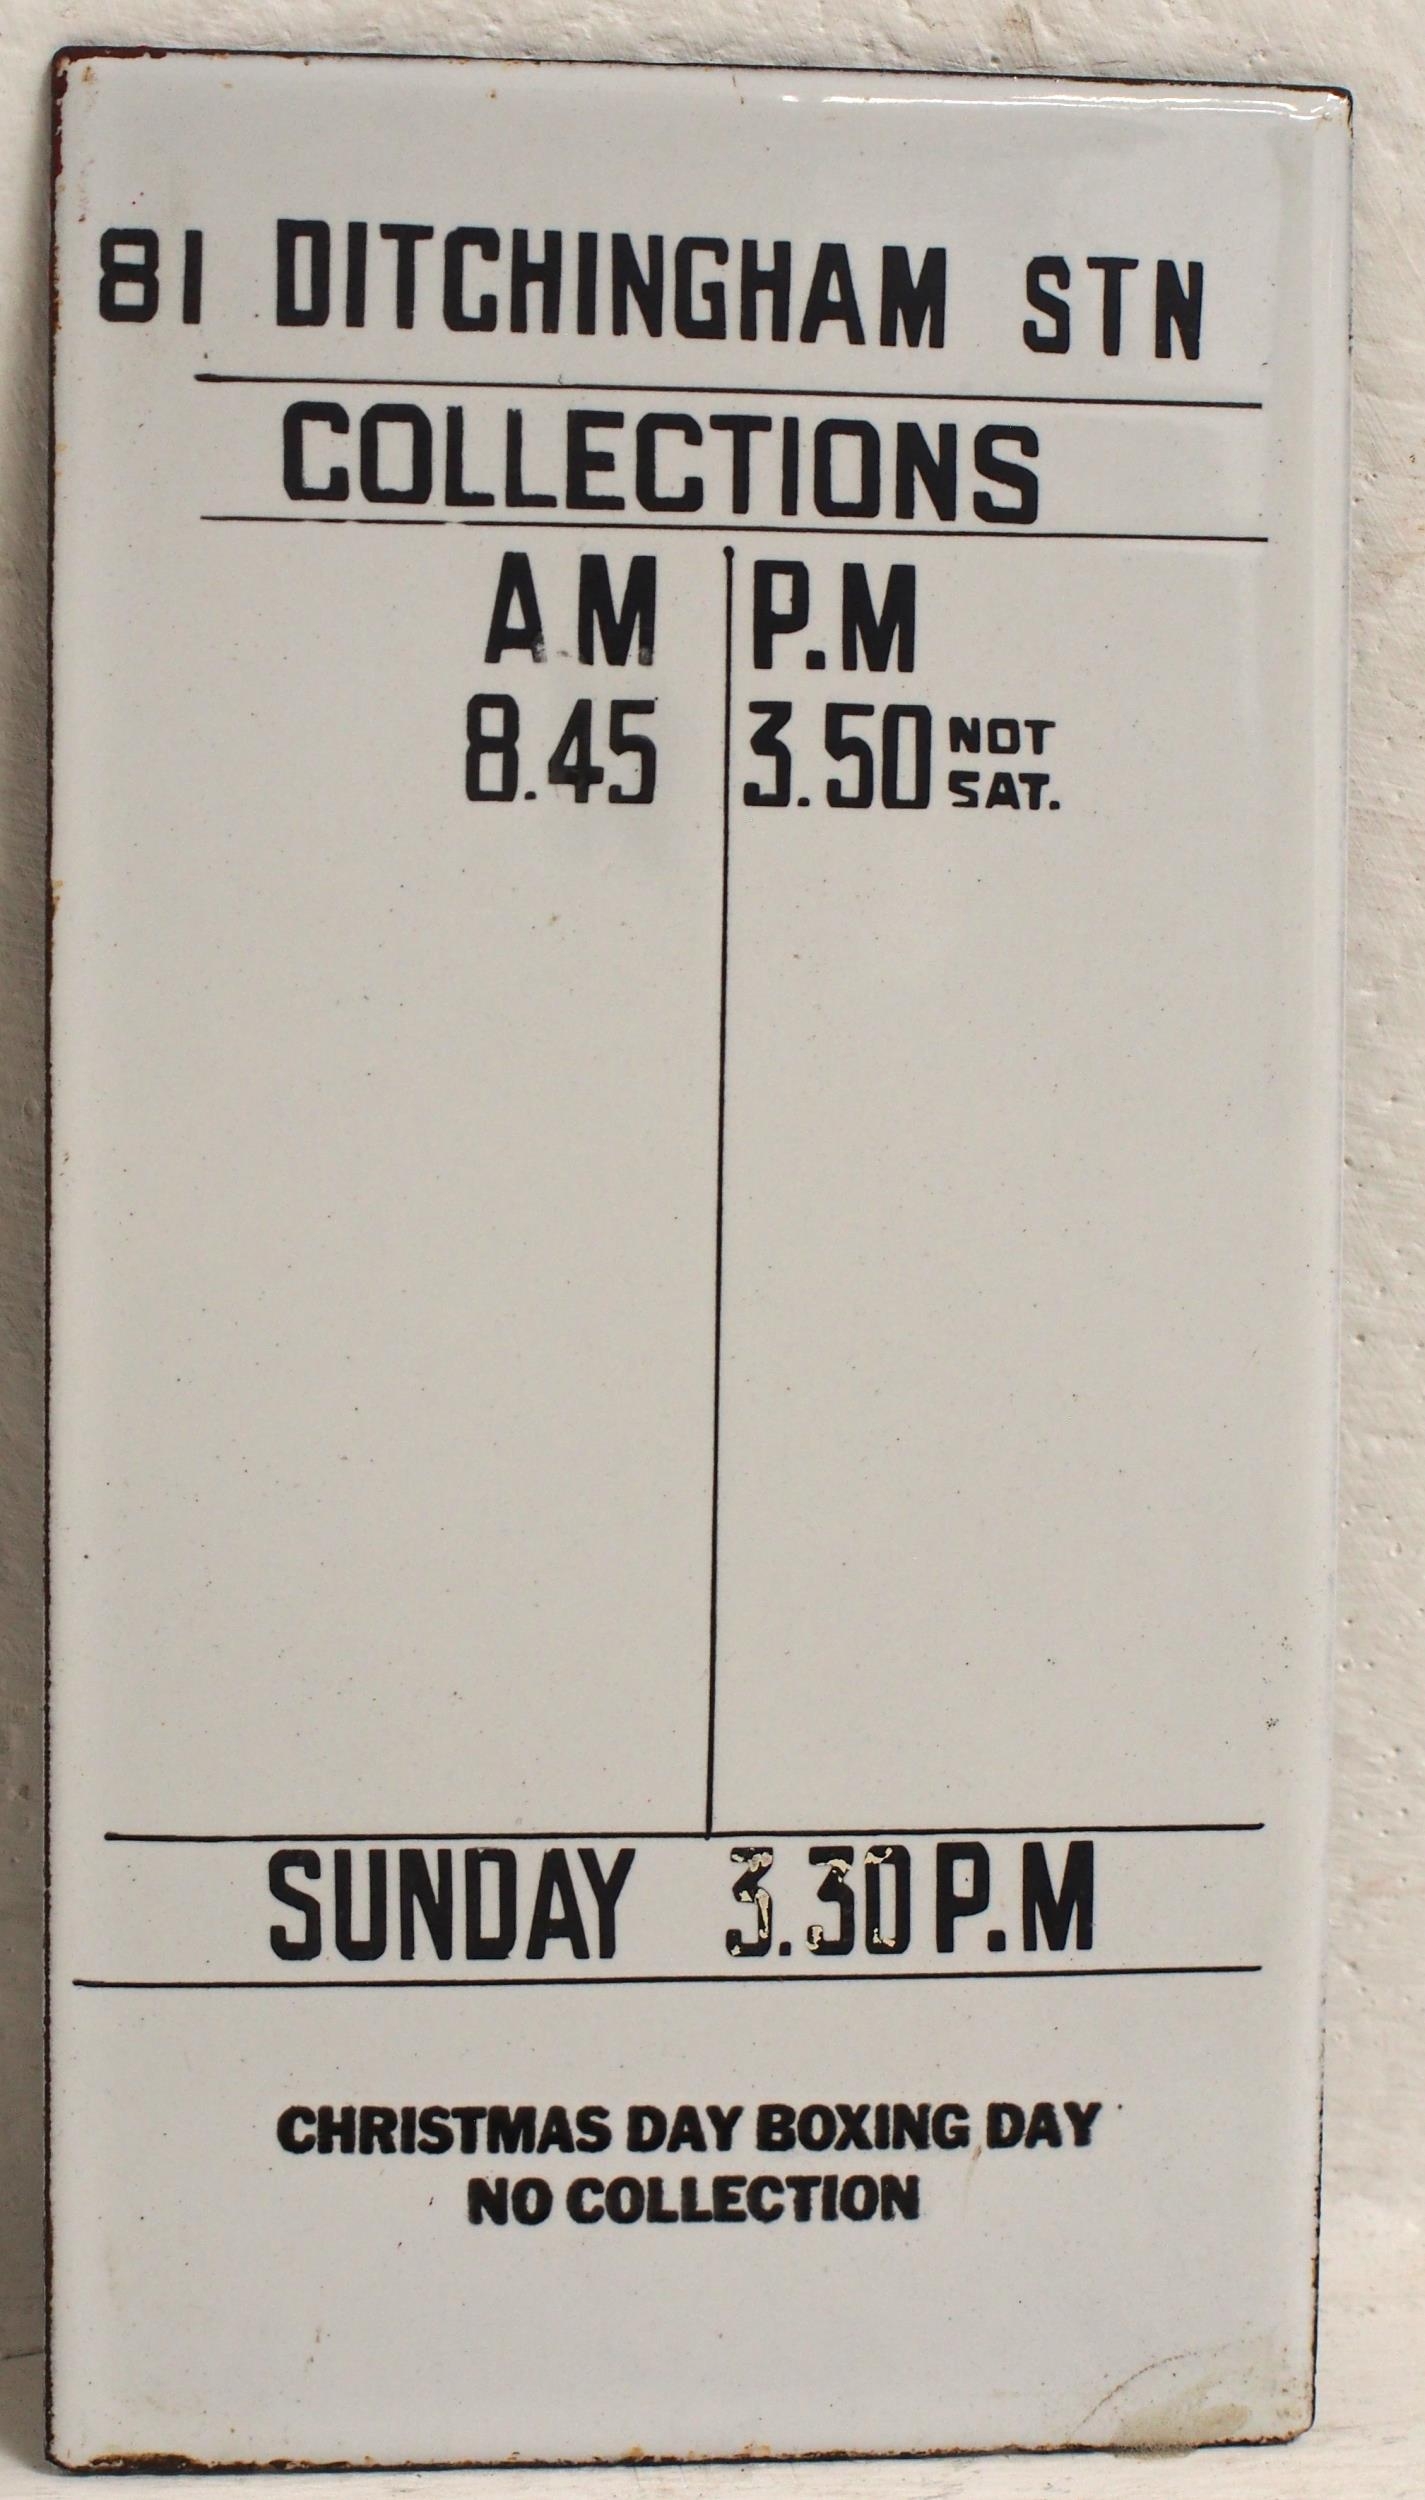 81 DITCHINGHAM STN
COLLECTIONS
A.M P.M
8.45 3.50 NOT SAT.
SUNDAY 3.30 P.M
CHRISTMAS DAY BOXING DAY
NO COLLECTION